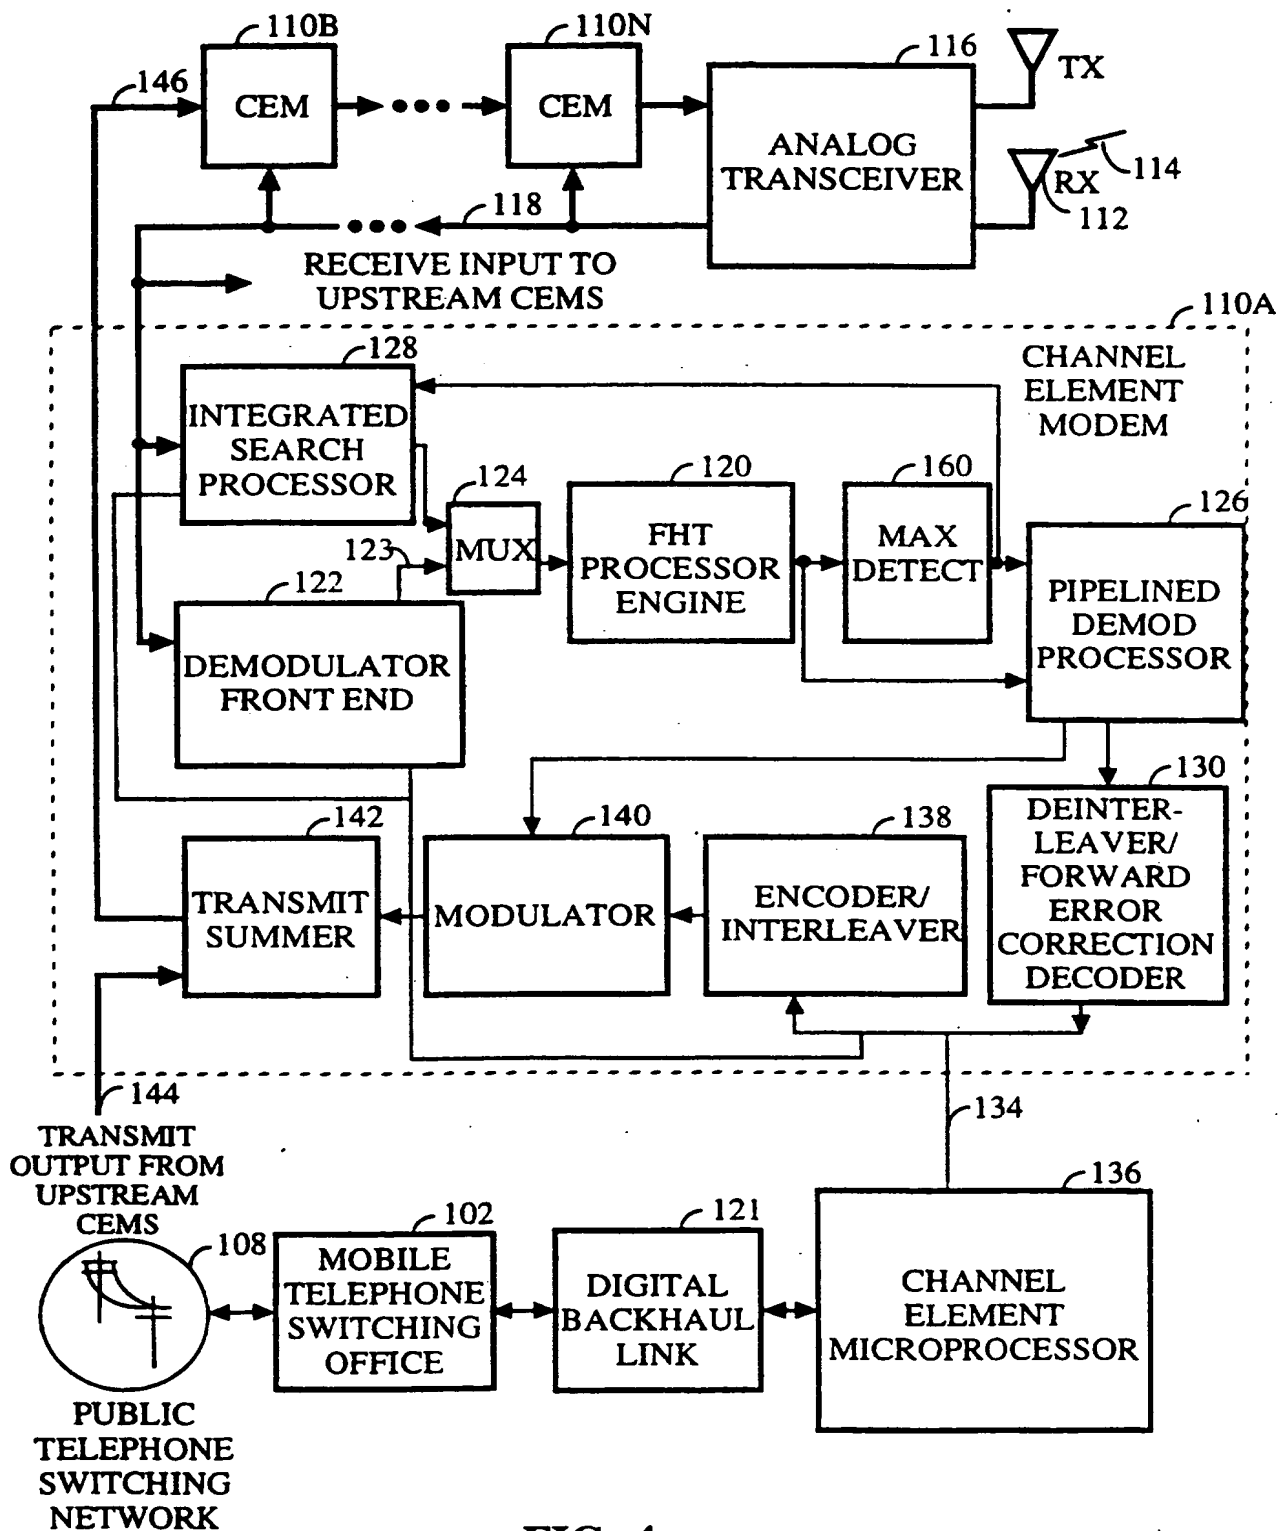 110B
110N
116
146
CEM
CEM
TX
ANALOG
TRANSCEIVER
RX
114
112
118
RECEIVE INPUT TO
UPSTREAM CEMS
110A
CHANNEL
ELEMENT
MODEM
128
INTEGRATED
SEARCH
PROCESSOR
124
MUX
123
120
FHT
PROCESSOR
ENGINE
160
MAX
DETECT
126
PIPELINED
DEMOD
PROCESSOR
122
DEMODULATOR
FRONT END
142
TRANSMIT
SUMMER
140
MODULATOR
138
ENCODER/
INTERLEAVER
130
DEINTER-
LEAVER/
FORWARD
ERROR
CORRECTION
DECODER
144
TRANSMIT
OUTPUT FROM
UPSTREAM
CEMS
134
136
CHANNEL
ELEMENT
MICROPROCESSOR
108
102
MOBILE
TELEPHONE
SWITCHING
OFFICE
121
DIGITAL
BACKHAUL
LINK
PUBLIC
TELEPHONE
SWITCHING
NETWORK